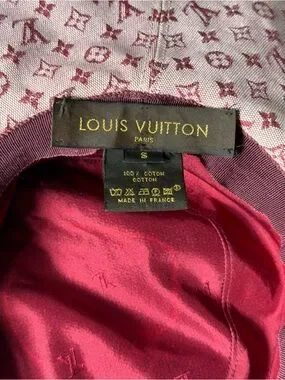 LOUIS VUITTON
PARIS
S
100% COTON
COTTON
MADE IN FRANCE